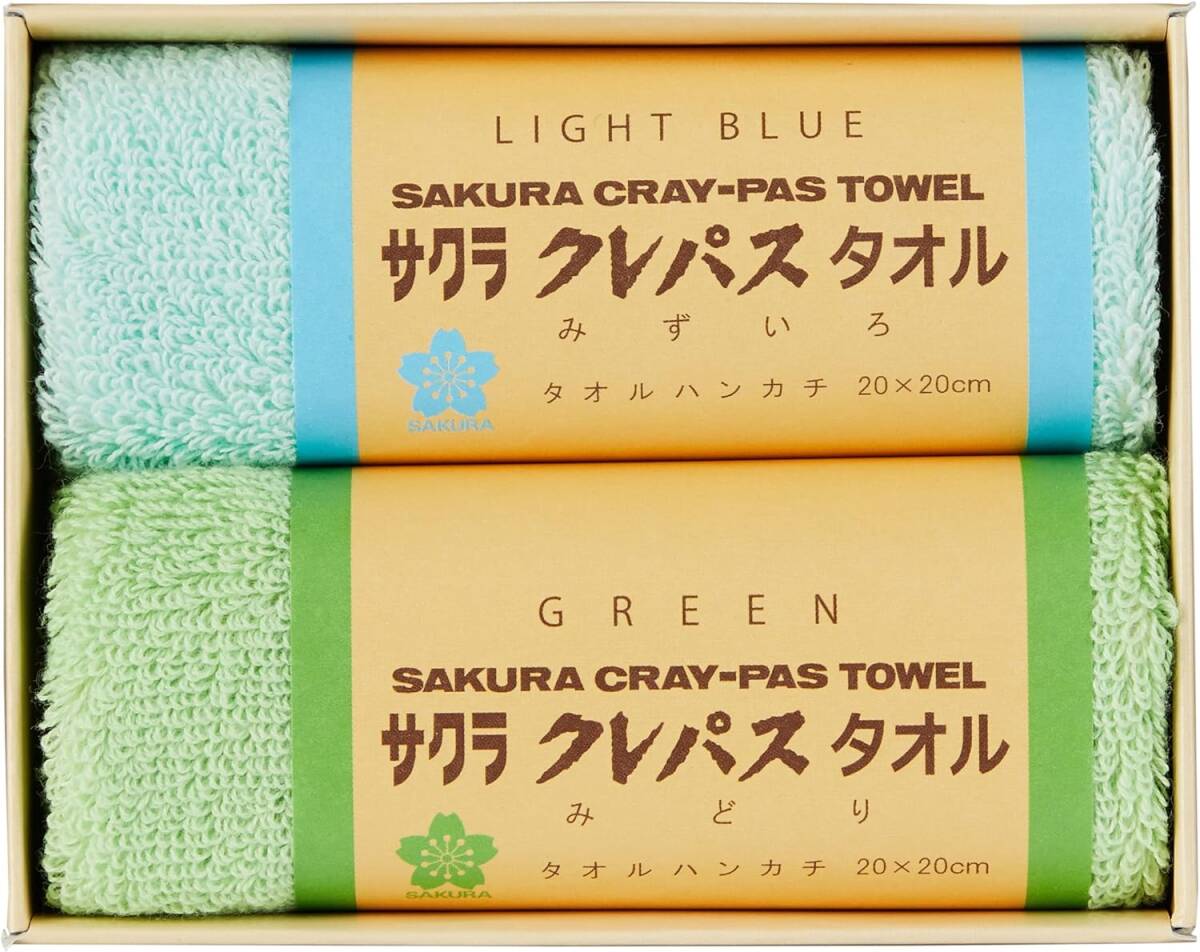 LIGHT BLUE
SAKURA CRAY-PAS TOWEL
サクラ クレパス タオル
みずいろ
タオルハンカチ 20×20cm
SAKURA
GREEN
SAKURA CRAY-PAS TOWEL
サクラ クレパス タオル
みどり
タオルハンカチ 20×20cm
SAKURA